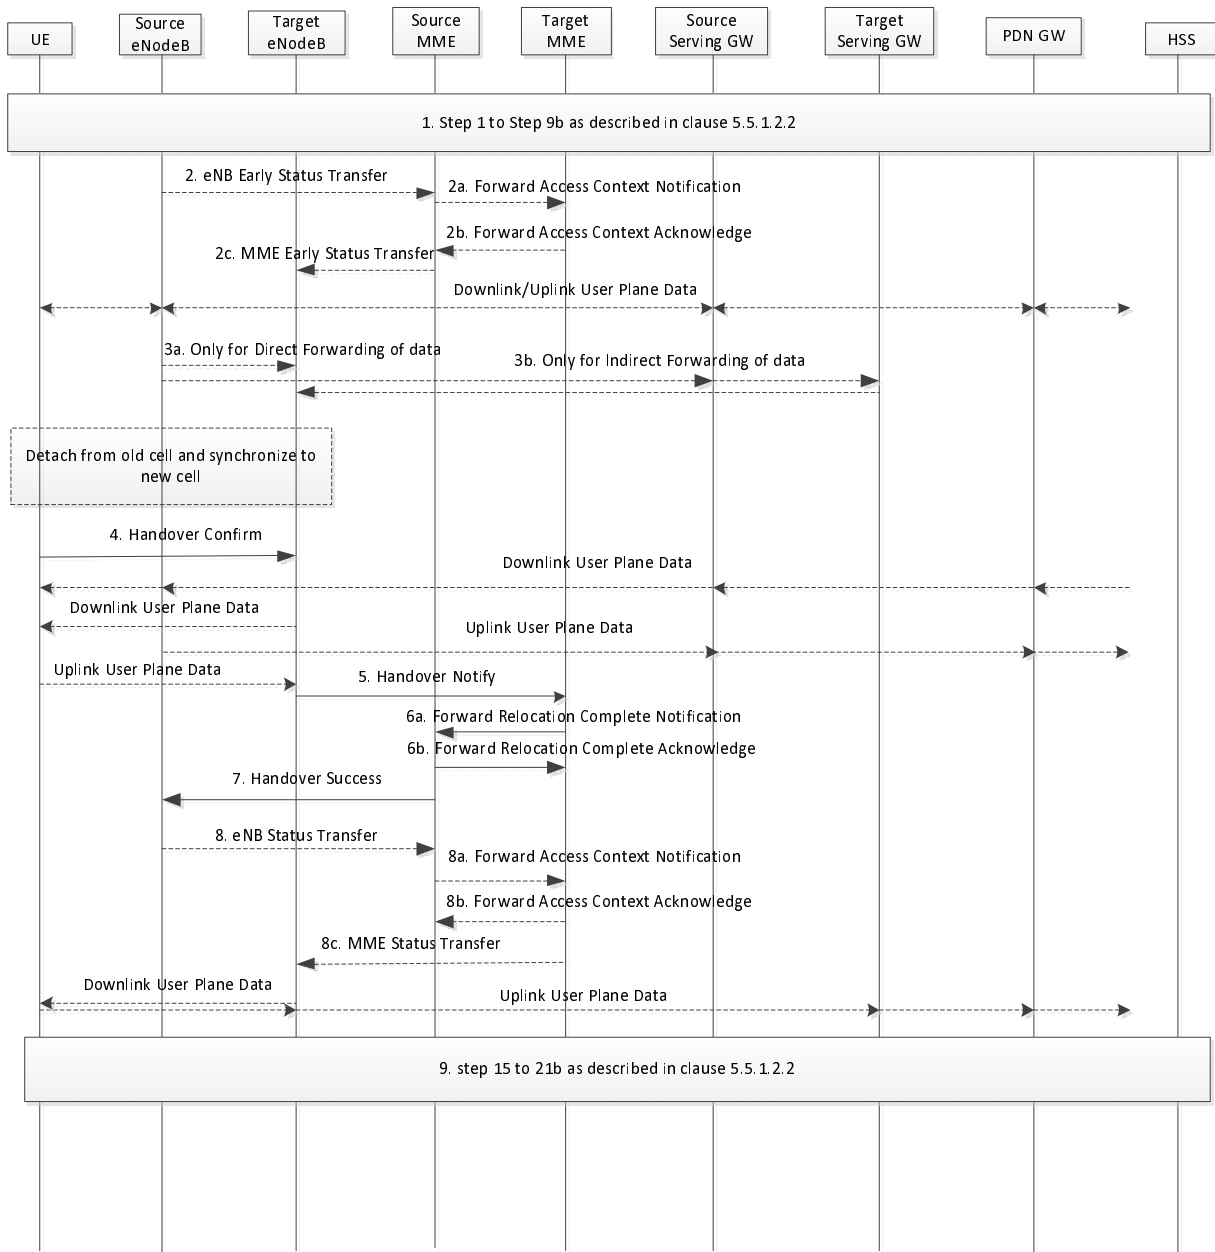 UE
Source
eNodeB
Target
eNodeB
Source
MME
Target
MME
Source
Serving GW
Target
Serving GW
PDN GW
HSS
1. Step 1 to Step 9b as described in clause 5.5.1.2.2
2. eNB Early Status Transfer
2a. Forward Access Context Notification
2b. Forward Access Context Acknowledge
2c. MME Early Status Transfer
Downlink/Uplink User Plane Data
3a. Only for Direct Forwarding of data
3b. Only for Indirect Forwarding of data
Detach from old cell and synchronize to
new cell
4. Handover Confirm
Downlink User Plane Data
Downlink User Plane Data
Uplink User Plane Data
Uplink User Plane Data
5. Handover Notify
6a. Forward Relocation Complete Notification
6b. Forward Relocation Complete Acknowledge
7. Handover Success
8. eNB Status Transfer
8a. Forward Access Context Notification
8b. Forward Access Context Acknowledge
8c. MME Status Transfer
Downlink User Plane Data
Uplink User Plane Data
9. step 15 to 21b as described in clause 5.5.1.2.2